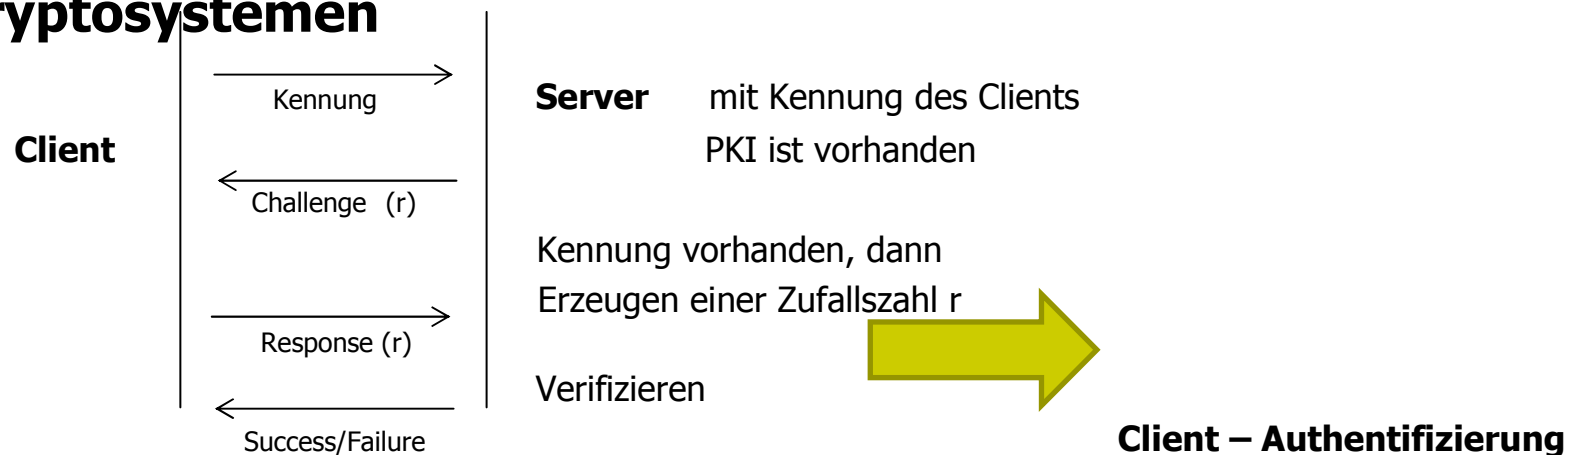 ryptosystemen
Kennung
Server mit Kennung des Clients
Client
PKI ist vorhanden
Challenge (r)
Kennung vorhanden, dann
Erzeugen einer Zufallszahl r
Response (r)
Verifizieren
Success/Failure
Client – Authentifizierung